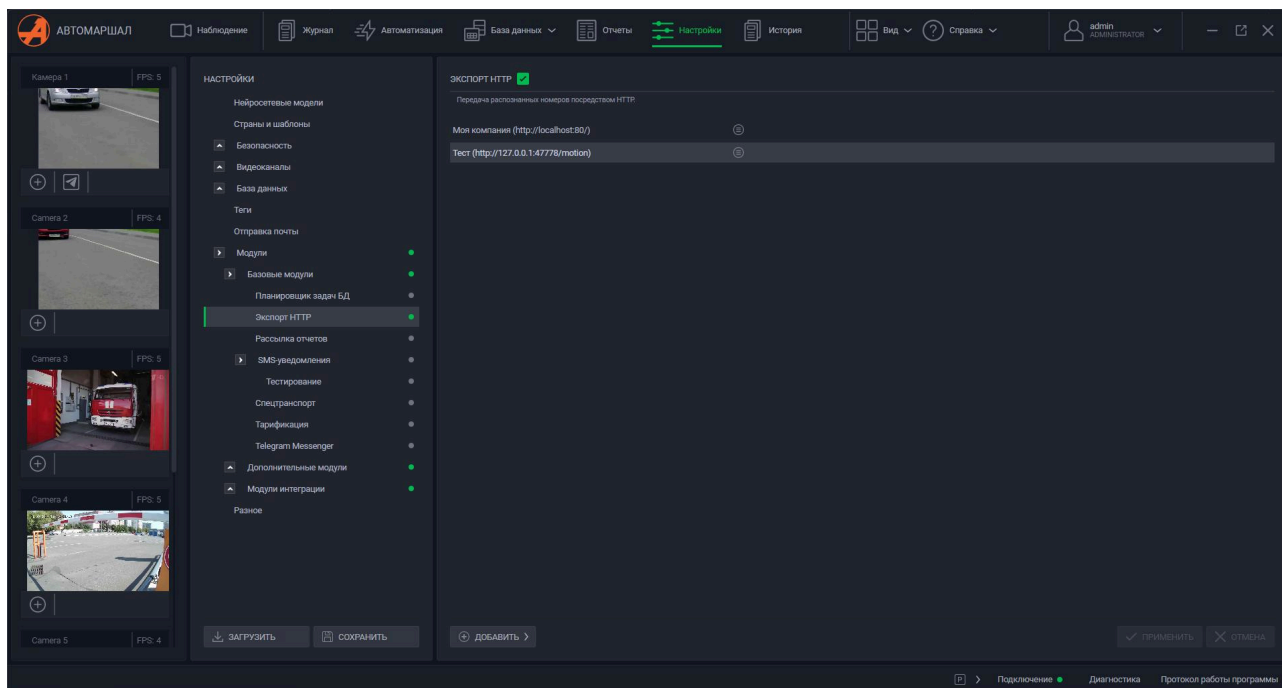 АВТОМАРШАЛ Наблюдение Журнал Автоматизация База данных Отчеты Настройки История Вид ? Справка admin
ADMINISTRATOR
Камера 1 FPS: 5
Camera 2 FPS: 4
Camera 3 FPS: 5
Camera 4 FPS: 5
Camera 5 FPS: 4
НАСТРОЙКИ
Нейросетевые модели
Страны и шаблоны
Безопасность
Видеоканалы
База данных
Теги
Отправка почты
Модули
Базовые модули
Планировщик задач БД
Экспорт HTTP
Рассылка отчетов
SMS-уведомления
Тестирование
Спецтранспорт
Тарификация
Telegram Messenger
Дополнительные модули
Модули интеграции
Разное
ЗАГРУЗИТЬ СОХРАНИТЬ
ЭКСПОРТ HTTP
Передача распознанных номеров посредством HTTP.
Моя компания (http://localhost:80/)
Тест (http://127.0.0.1:47778/motion)
ДОБАВИТЬ
ПРИМЕНИТЬ ОТМЕНА
P Подключение Диагностика Протокол работы программы